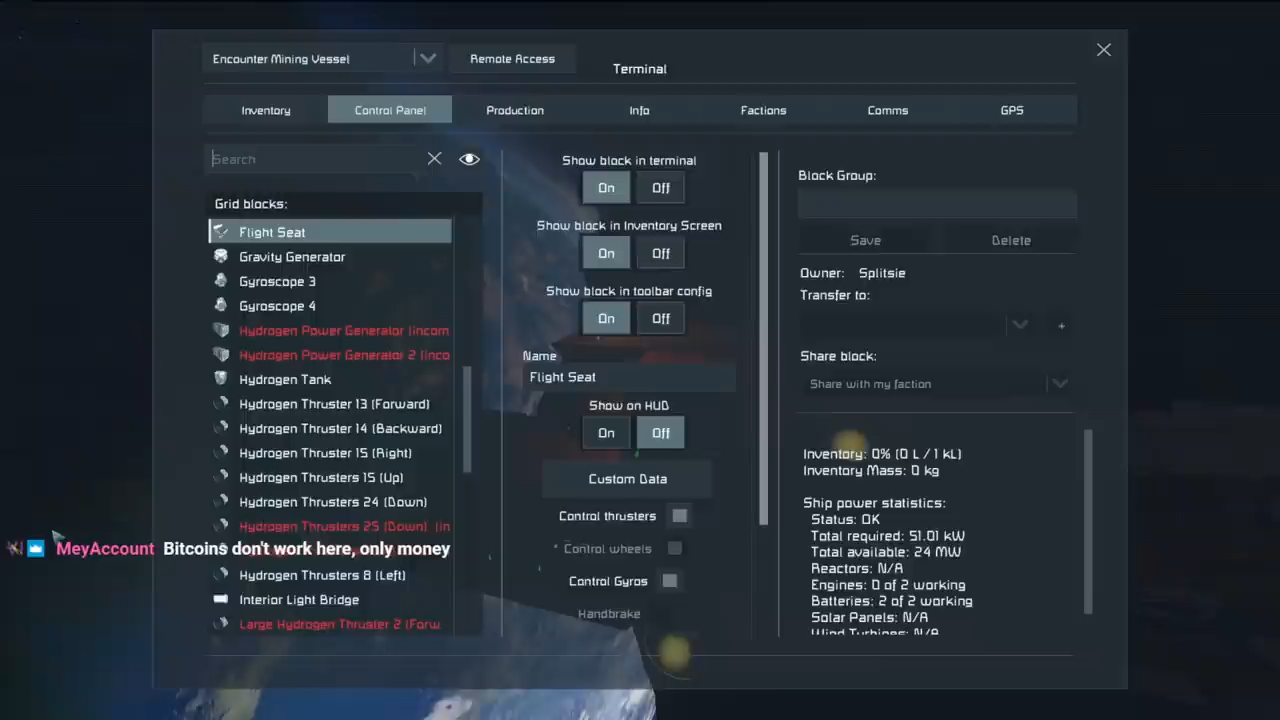 Encounter Mining Vessel
Remote Access
Terminal
Inventory
Control Panel
Production
Info
Factions
Comms
GPS
Search
Grid blocks:
Flight Seat
Gravity Generator
Gyroscope 3
Gyroscope 4
Hydrogen Power Generator (incom
Hydrogen Power Generator 2 (inco
Hydrogen Tank
Hydrogen Thruster 13 (Forward)
Hydrogen Thruster 14 (Backward)
Hydrogen Thruster 15 (Right)
Hydrogen Thrusters 15 (Up)
Hydrogen Thrusters 24 (Down)
Hydrogen Thrusters 25 (Down) (in
MeyAccount Bitcoins don't work here, only money
Hydrogen Thrusters 8 (Left)
Interior Light Bridge
Large Hydrogen Thruster 2 (Forw
Show block in terminal
On Off
Show block in Inventory Screen
On Off
Show block in toolbar config
On Off
Name
Flight Seat
Show on HUD
On Off
Custom Data
Control thrusters
Control wheels
Control Gyros
Handbrake
Block Group:
Save Delete
Owner: Splitsie
Transfer to:
Share block:
Share with my faction
Inventory: 0% (0 L / 1 kL)
Inventory Mass: 0 kg
Ship power statistics:
Status: OK
Total required: 51.01 kW
Total available: 24 MW
Reactors: N/A
Engines: 0 of 2 working
Batteries: 2 of 2 working
Solar Panels: N/A
Wind Turbines: N/A